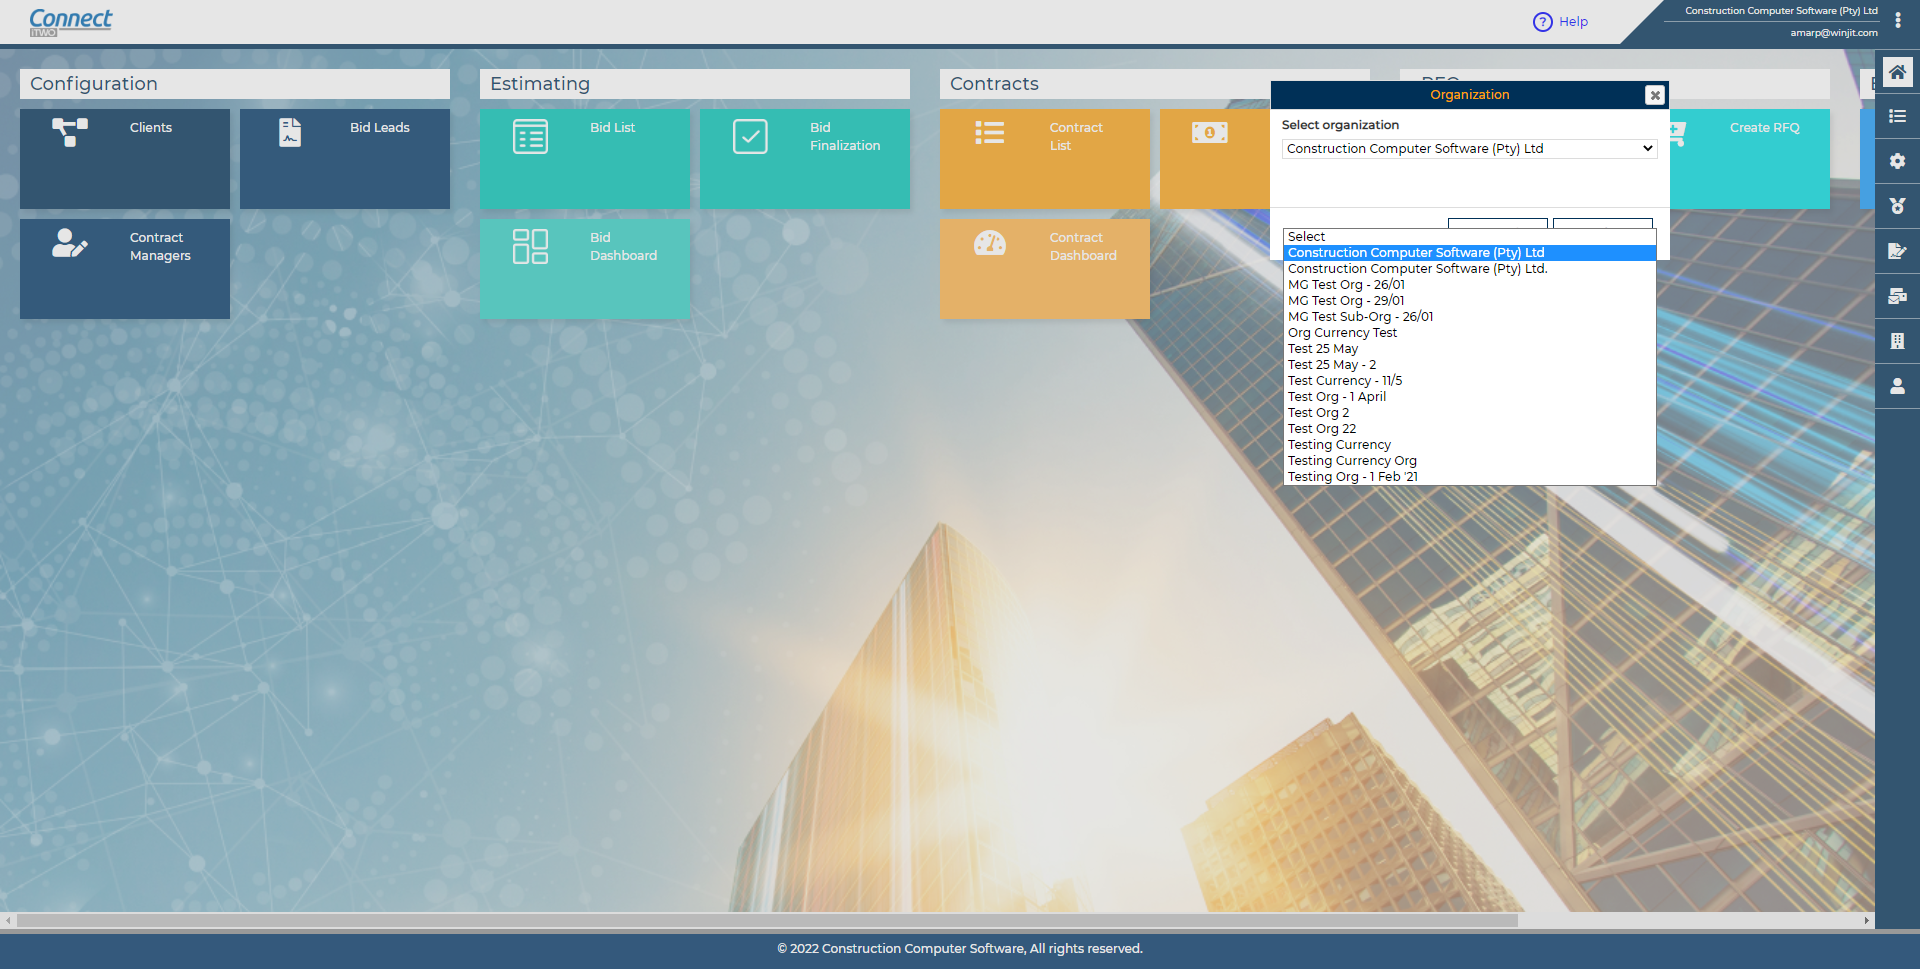 Connect
iTWO
Help
Construction Computer Software (Pty) Ltd
amarp@winjit.com
Configuration
Estimating
Contracts
Clients
Bid Leads
Contract
Managers
Bid List
Bid
Finalization
Bid
Dashboard
Contract
List
Contract
Dashboard
Create RFQ
Organization
Select organization
Construction Computer Software (Pty) Ltd
Select
Construction Computer Software (Pty) Ltd
Construction Computer Software (Pty) Ltd.
MG Test Org - 26/01
MG Test Org - 29/01
MG Test Sub-Org - 26/01
Org Currency Test
Test 25 May
Test 25 May - 2
Test Currency - 11/5
Test Org - 1 April
Test Org 2
Test Org 22
Testing Currency
Testing Currency Org
Testing Org - 1 Feb '21
© 2022 Construction Computer Software, All rights reserved.